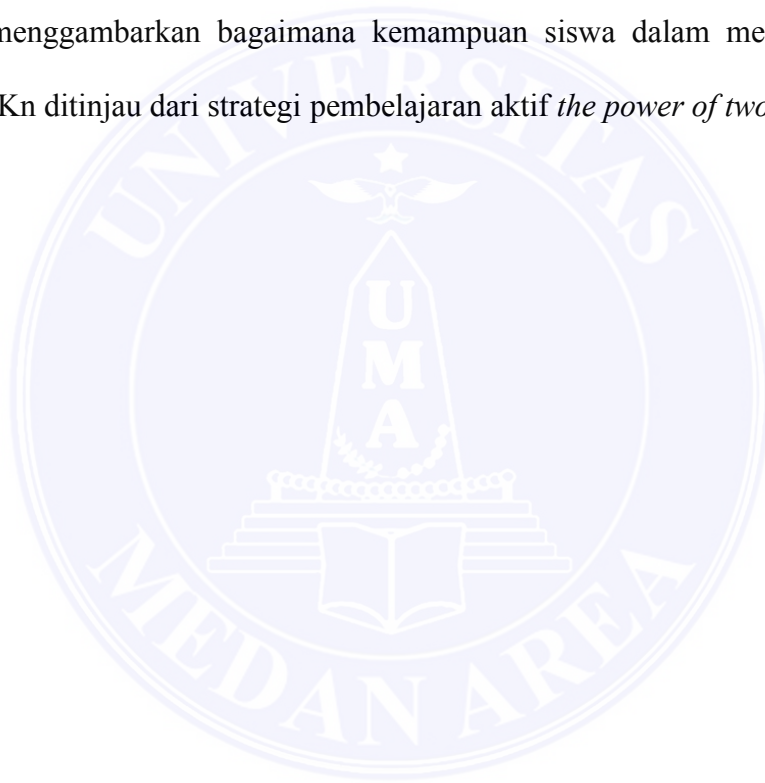 menggambarkan bagaimana kemampuan siswa dalam me
Kn ditinjau dari strategi pembelajaran aktif the power of two
UNIVERSITAS
UMA
MEDAN AREA